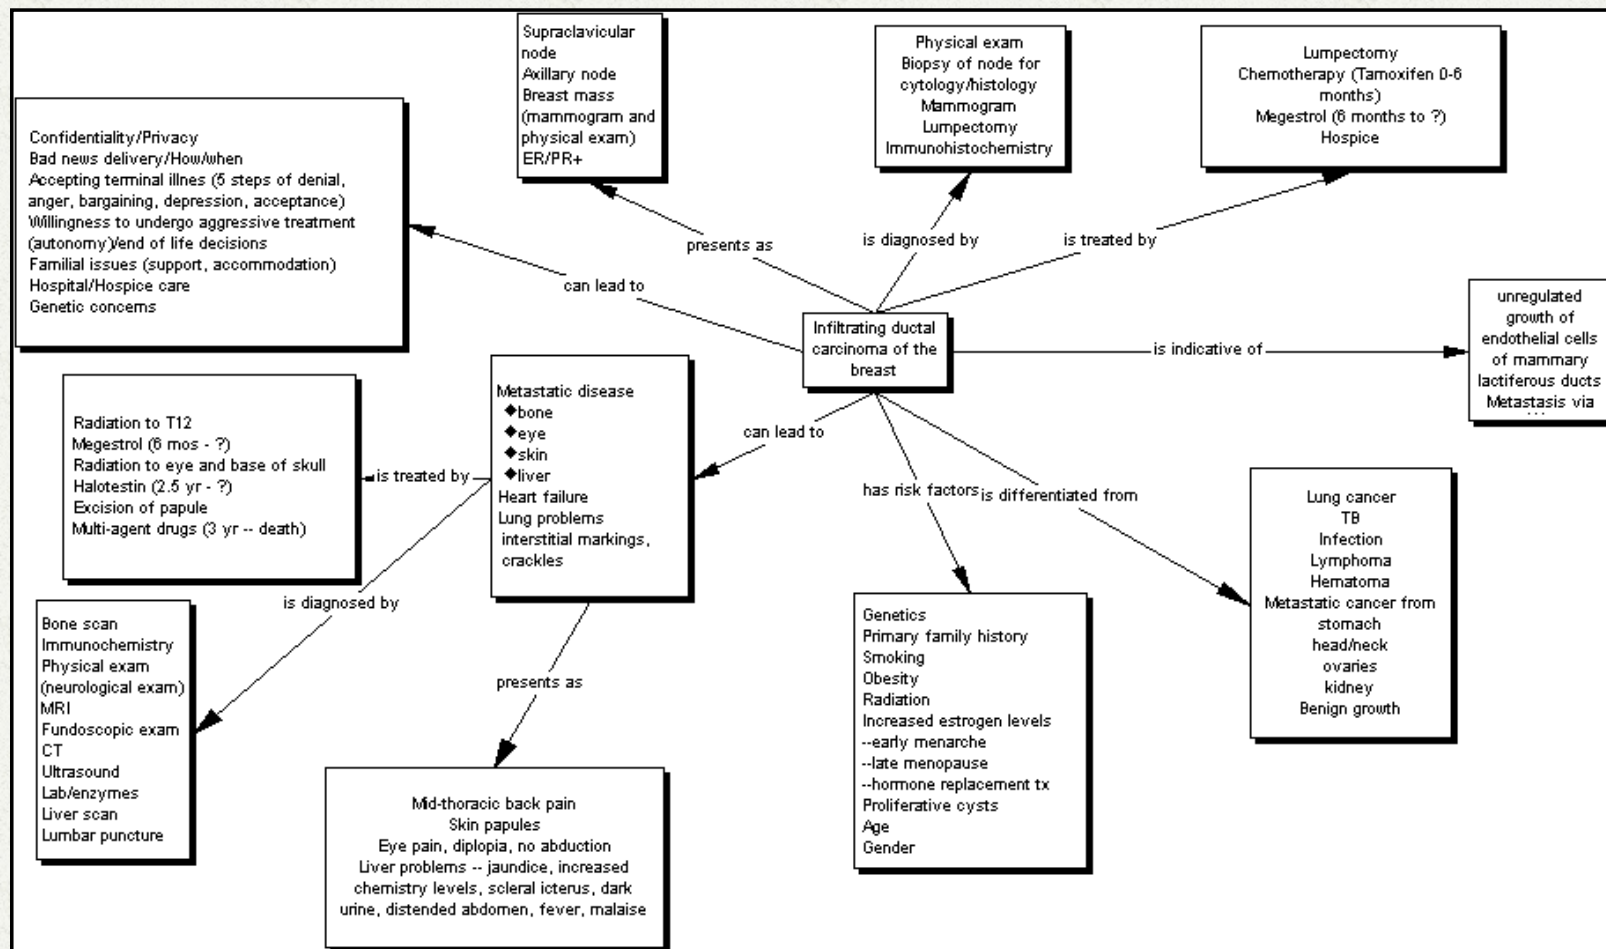 Supraclavicular
node
Axillary node
Breast mass
(mammogram and
physical exam)
ER/PR+
Physical exam
Biopsy of node for
cytology/histology
Mammogram
Lumpectomy
Immunohistochemistry
Lumpectomy
Chemotherapy (Tamoxifen 0-6
months)
Megestrol (6 months to ?)
Hospice
Confidentiality/Privacy
Bad news delivery/How/when
Accepting terminal illnes (5 steps of denial,
anger, bargaining, depression, acceptance)
Willingness to undergo aggressive treatment
(autonomy)/end of life decisions
Familial issues (support, accommodation)
Hospital/Hospice care
Genetic concerns
presents as
is diagnosed by
is treated by
can lead to
Infiltrating ductal
carcinoma of the
breast
is indicative of
unregulated
growth of
endothelial cells
of mammary
lactiferous ducts
Metastasis via
Metastatic disease
◆bone
◆eye
◆skin
◆liver
Heart failure
Lung problems
interstitial markings,
crackles
can lead to
is treated by
Radiation to T12
Megestrol (6 mos - ?)
Radiation to eye and base of skull
Halotestin (2.5 yr - ?)
Excision of papule
Multi-agent drugs (3 yr -- death)
has risk factors
is differentiated from
Lung cancer
TB
Infection
Lymphoma
Hematoma
Metastatic cancer from
stomach
head/neck
ovaries
kidney
Benign growth
is diagnosed by
Bone scan
Immunochemistry
Physical exam
(neurological exam)
MRI
Fundoscopic exam
CT
Ultrasound
Lab/enzymes
Liver scan
Lumbar puncture
presents as
Genetics
Primary family history
Smoking
Obesity
Radiation
Increased estrogen levels
--early menarche
--late menopause
--hormone replacement tx
Proliferative cysts
Age
Gender
Mid-thoracic back pain
Skin papules
Eye pain, diplopia, no abduction
Liver problems -- jaundice, increased
chemistry levels, scleral icterus, dark
urine, distended abdomen, fever, malaise